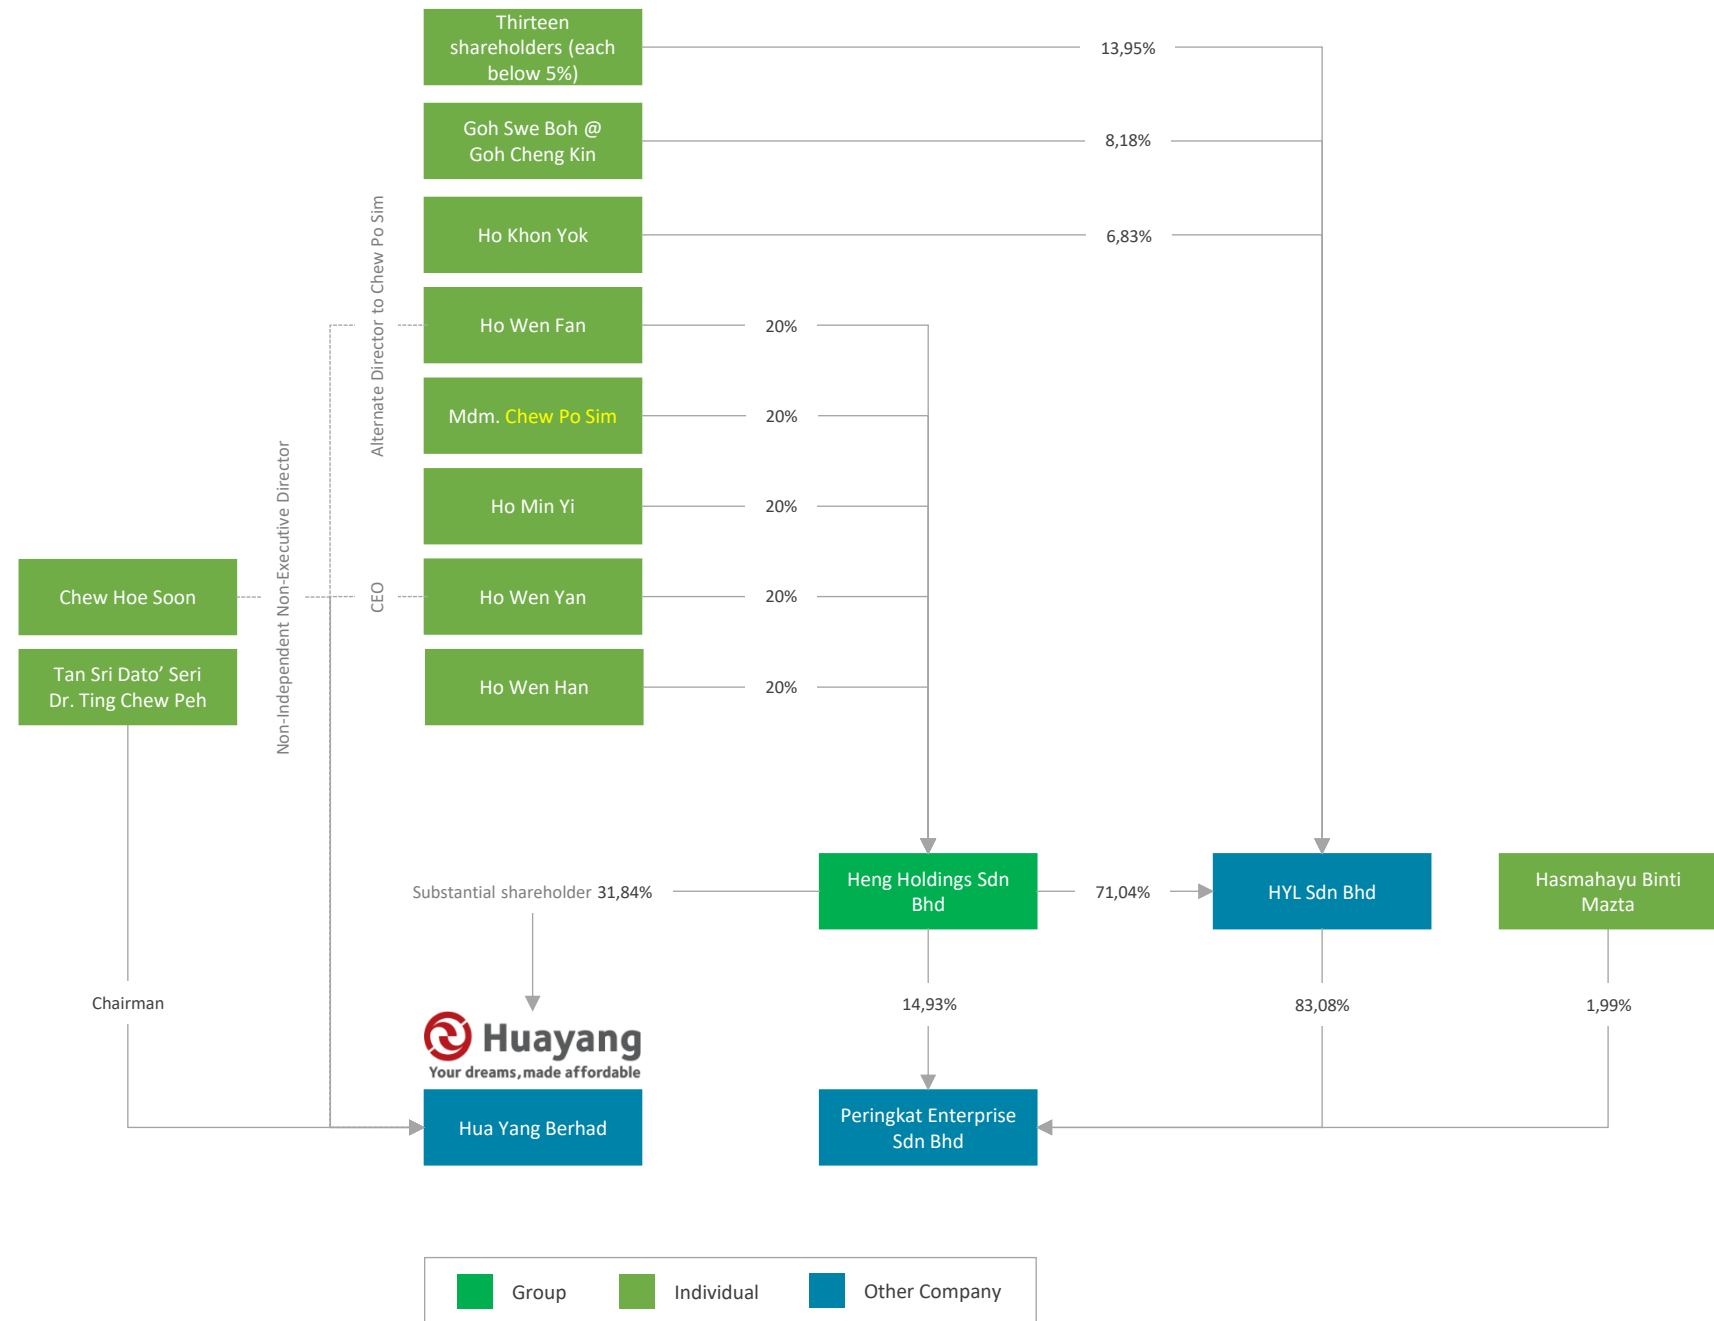 Thirteen
shareholders (each
below 5%)
13,95%
Goh Swe Boh @
Goh Cheng Kin
8,18%
Ho Khon Yok
6,83%
Alternate Director to Chew Po Sim
Ho Wen Fan
20%
Mdm. Chew Po Sim
20%
Ho Min Yi
20%
Non-Independent Non-Executive Director
Chew Hoe Soon
CEO
Ho Wen Yan
20%
Tan Sri Dato’ Seri
Dr. Ting Chew Peh
Ho Wen Han
20%
Substantial shareholder 31,84%
Heng Holdings Sdn
Bhd
71,04%
HYL Sdn Bhd
Hasmahayu Binti
Mazta
Chairman
14,93%
83,08%
1,99%
Huayang
Your dreams, made affordable
Hua Yang Berhad
Peringkat Enterprise
Sdn Bhd
Group
Individual
Other Company